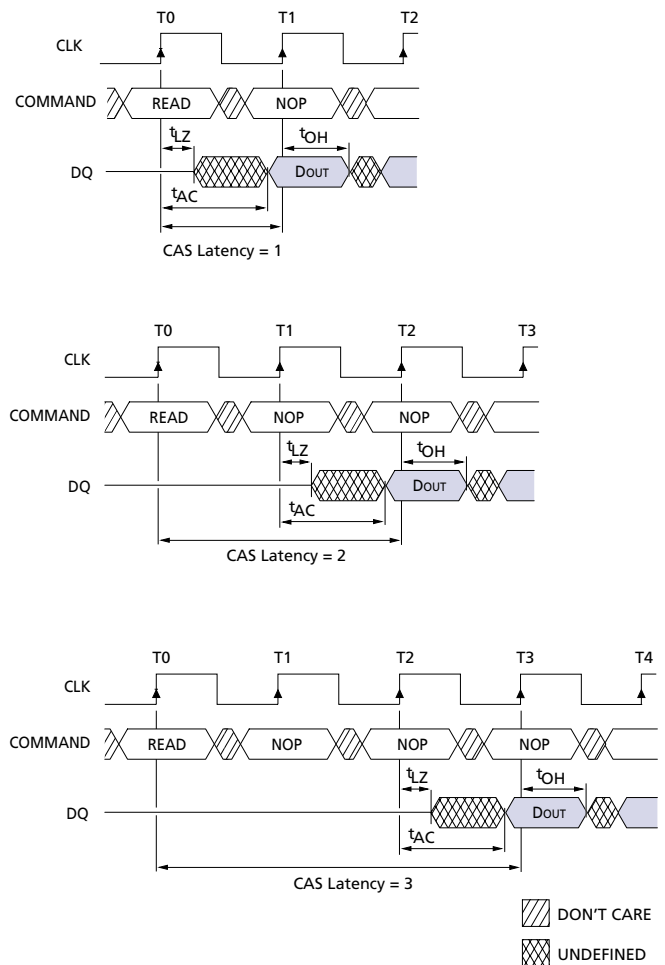 T0 T1 T2
CLK
COMMAND READ NOP
tLZ tOH
DQ DOUT
tAC
CAS Latency = 1
T0 T1 T2 T3
CLK
COMMAND READ NOP NOP
tLZ tOH
DQ DOUT
tAC
CAS Latency = 2
T0 T1 T2 T3 T4
CLK
COMMAND READ NOP NOP NOP
tLZ tOH
DQ DOUT
tAC
CAS Latency = 3
DON'T CARE
UNDEFINED